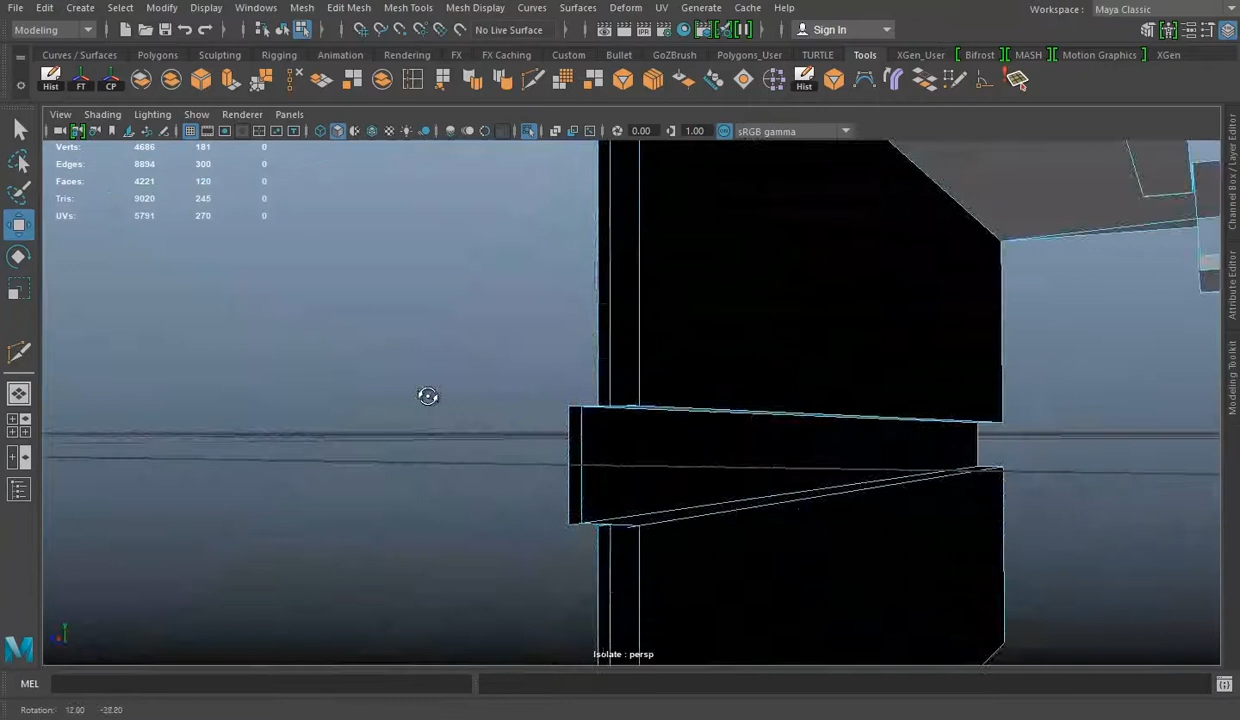 File Edit Create Select Modify Display Windows Mesh Edit Mesh Mesh Tools Mesh Display Curves Surfaces Deform UV Generate Cache Help Workspace : Maya Classic
Modeling No Live Surface Sign In
Curves / Surfaces Polygons Sculpting Rigging Animation Rendering FX FX Caching Custom Bullet GoZBrush Polygons_User TURTLE Tools XGen_User Bifrost MASH Motion Graphics XGen
Hist FT CP Hist
View Shading Lighting Show Renderer Panels
0.00 1.00 sRGB gamma
Verts: 4686 181 0
Edges: 8894 300 0
Faces: 4221 120 0
Tris: 9020 245 0
UVs: 5791 270 0
Channel Box / Layer Editor
Attribute Editor
Modeling Toolkit
Isolate : persp
MEL